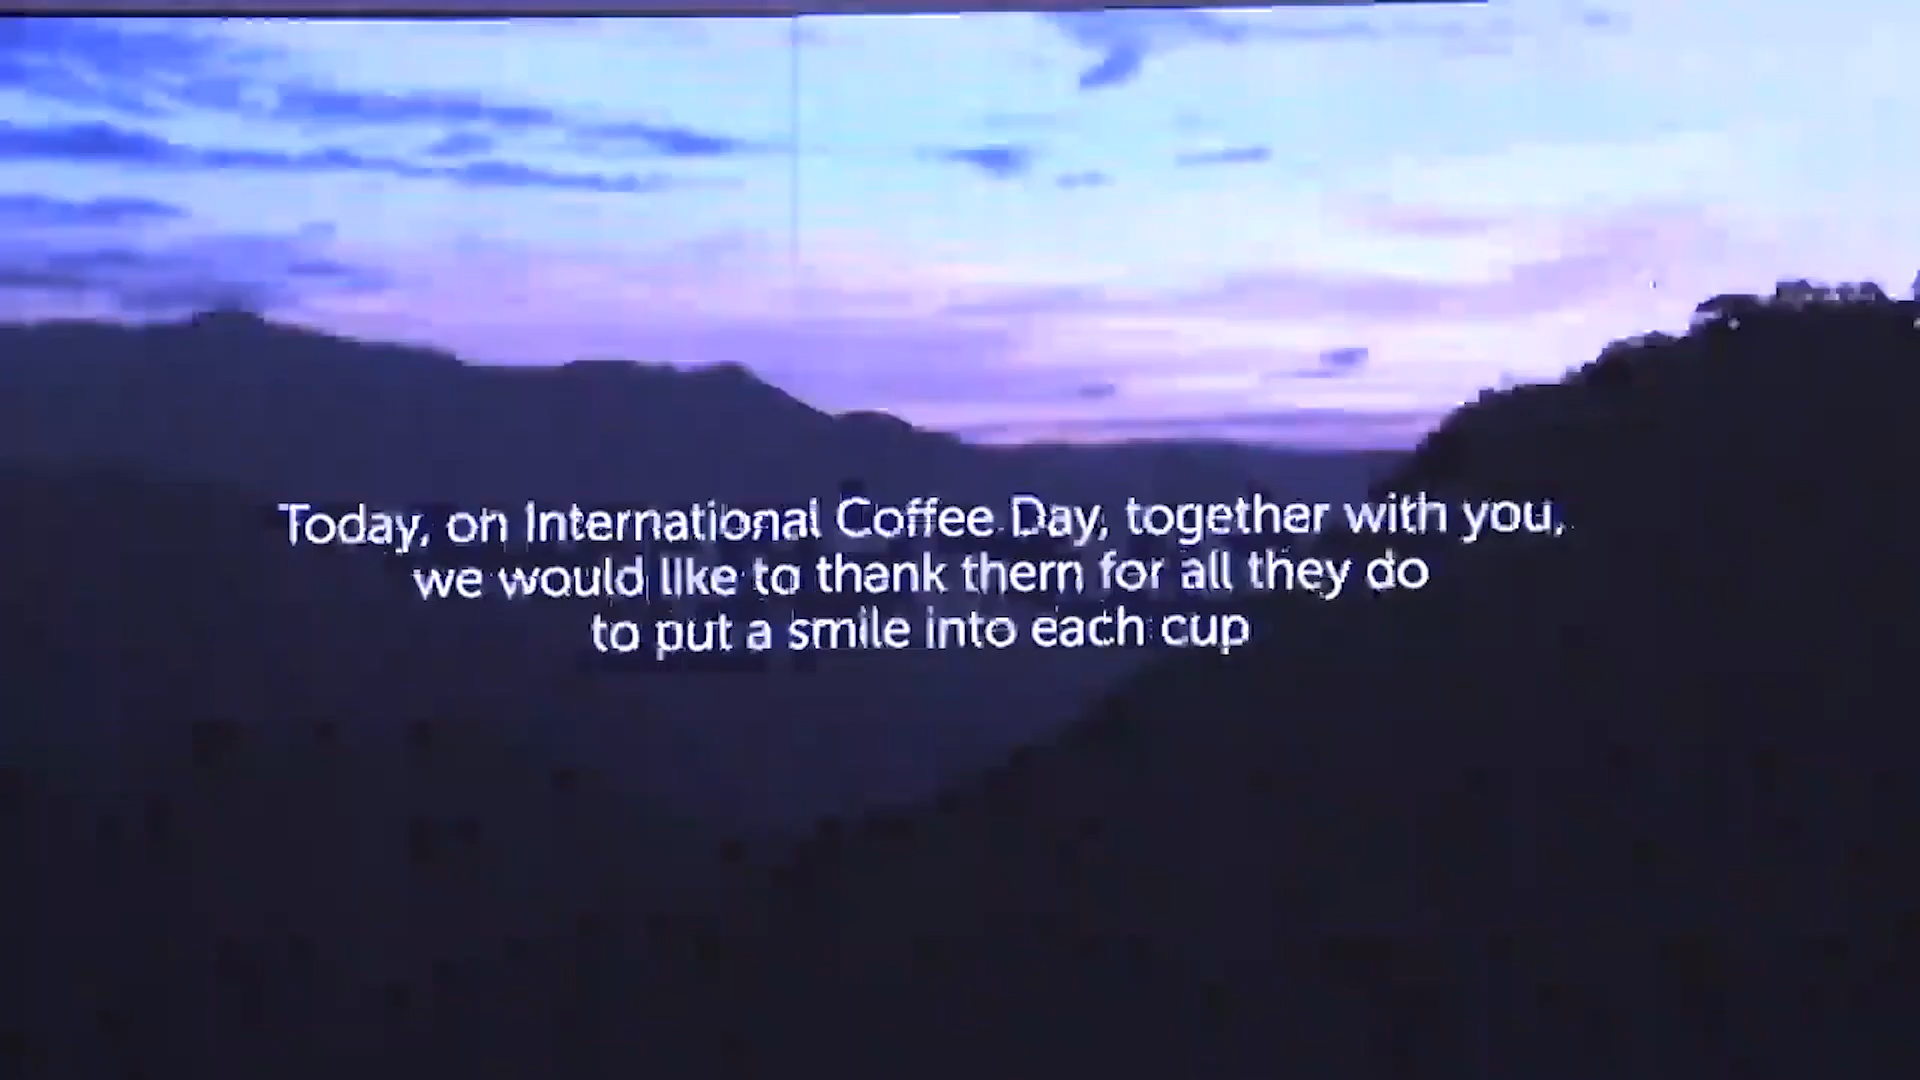 Today, on International Coffee Day, together with you,
we would like to thank them for all they do
to put a smile into each cup